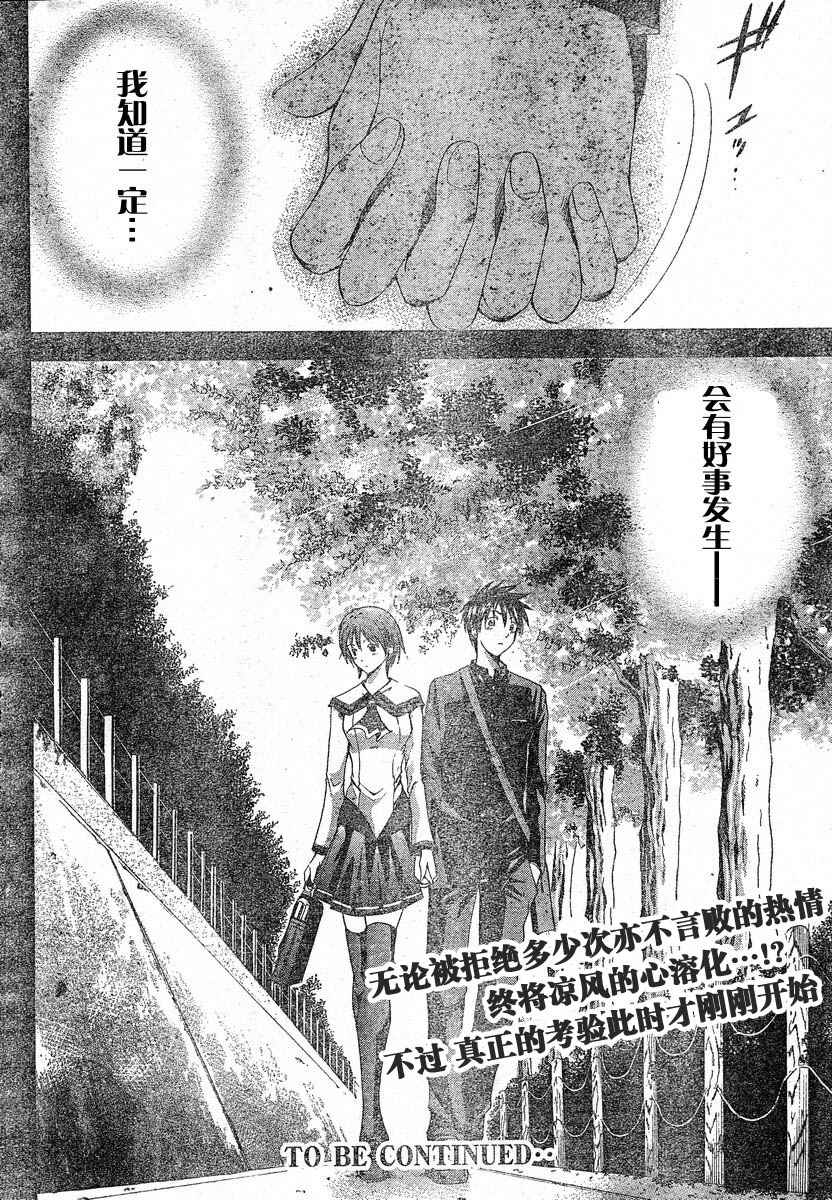 我知道一定…
会有好事发生——
无论被拒绝多少次亦不言败的热情
终将凉风的心溶化…!?
不过 真正的考验此时才刚刚开始
TO BE CONTINUED‥